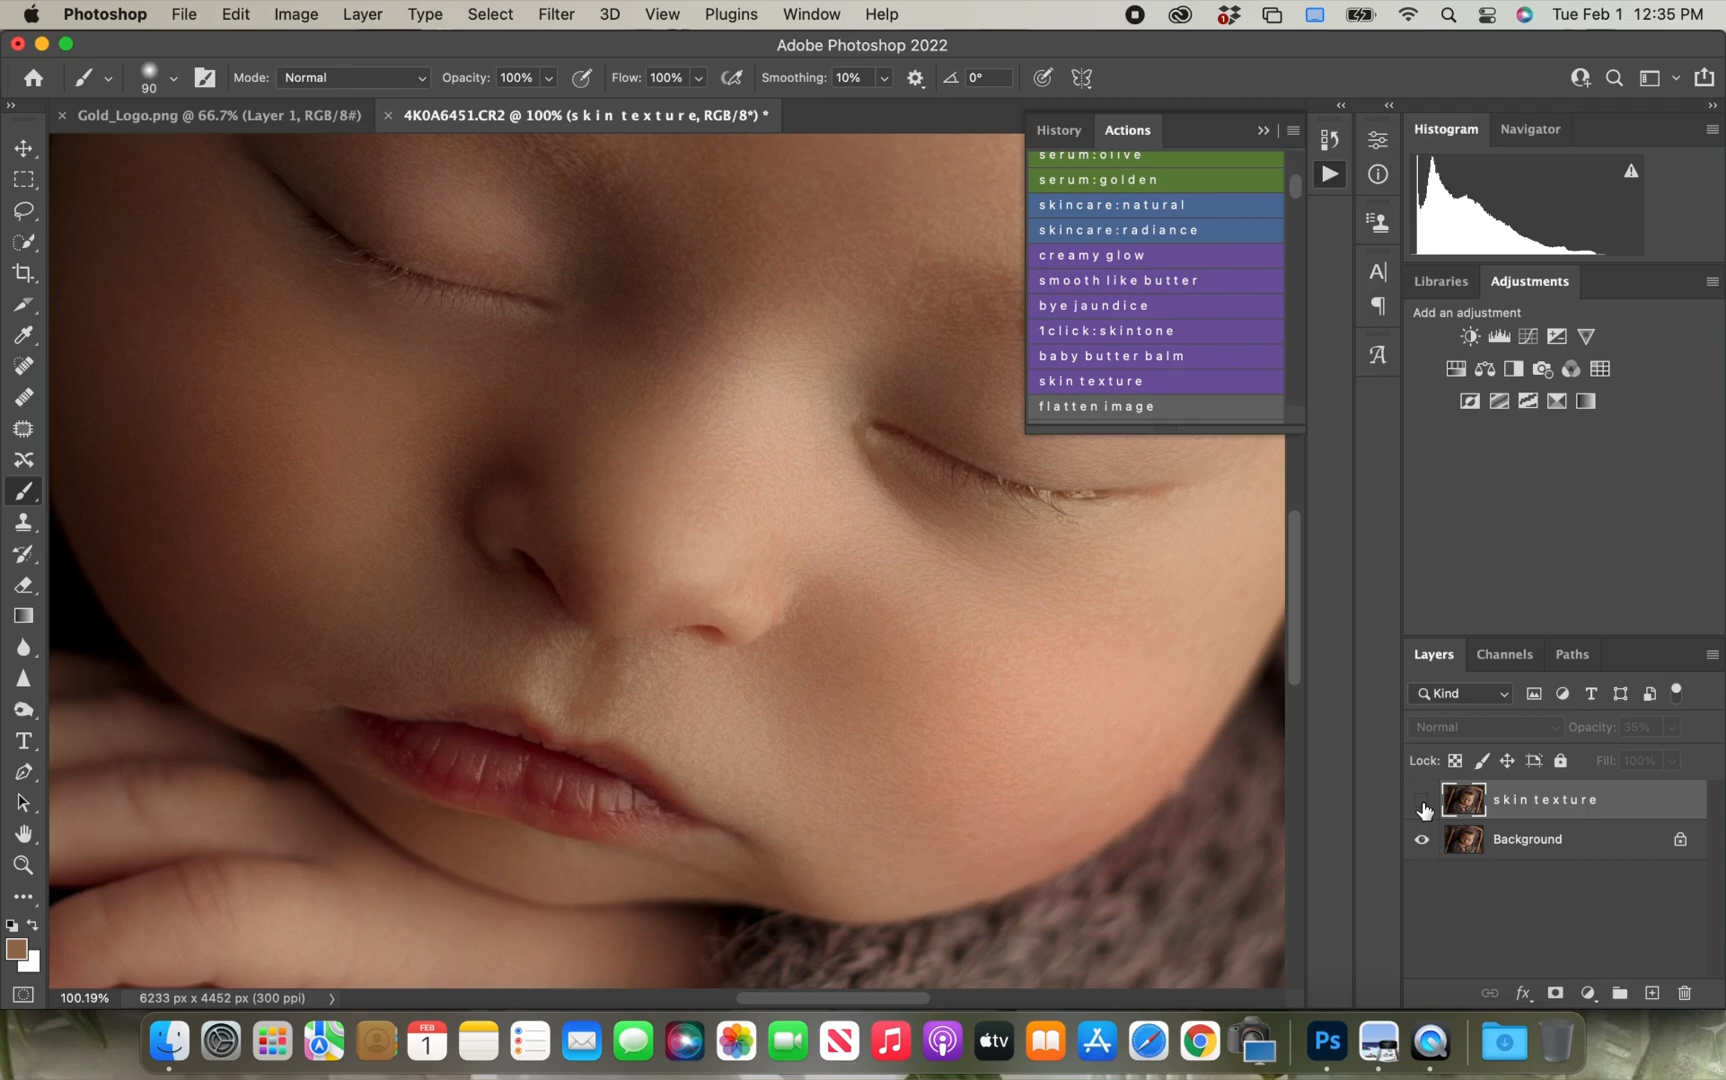 Photoshop File Edit Image Layer Type Select Filter 3D View Plugins Window Help Tue Feb 1 12:35 PM
Adobe Photoshop 2022
90 Mode: Normal Opacity: 100% Flow: 100% Smoothing: 10% 0°
Gold_Logo.png @ 66.7% (Layer 1, RGB/8#) 4K0A6451.CR2 @ 100% (s k i n t e x t u r e, RGB/8*) *
History Actions
serum:olive
serum:golden
skincare:natural
skincare:radiance
creamy glow
smooth like butter
bye jaundice
1click:skintone
baby butter balm
skin texture
flatten image
Histogram Navigator
Libraries Adjustments
Add an adjustment
Layers Channels Paths
Kind
Normal Opacity: 35%
Lock: Fill: 100%
skin texture
Background
100.19% 6233 px x 4452 px (300 ppi)
FEB
1
tv
Ps